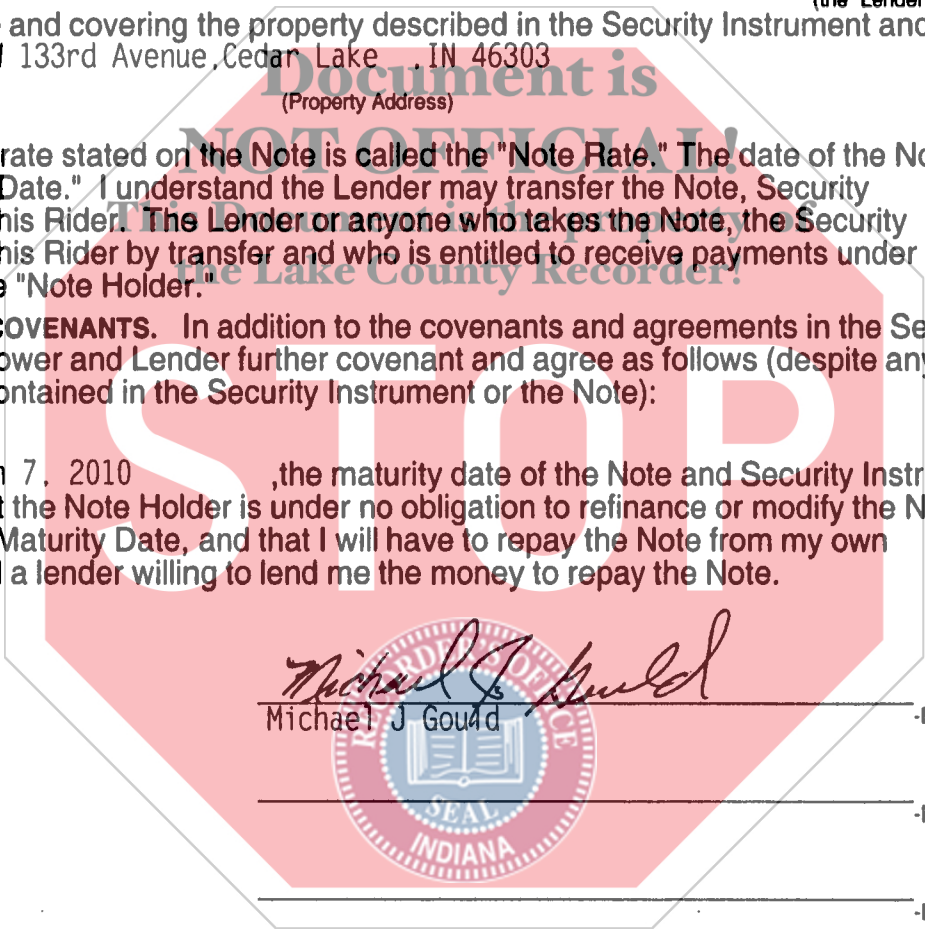 (the "Lender
and covering the property described in the Security Instrument and
133rd Avenue,Cedar Lake , IN 46303
Document is
(Property Address)
NOT OFFICIAL!
rate stated on the Note is called the "Note Rate." The date of the No
Date." I understand the Lender may transfer the Note, Security
This Document is the property of
his Rider. The Lender or anyone who takes the Note, the Security
his Rider by transfer and who is entitled to receive payments under
the Lake County Recorder!
"Note Holder."
COVENANTS. In addition to the covenants and agreements in the Se
ower and Lender further covenant and agree as follows (despite any
ontained in the Security Instrument or the Note):
STOP
7, 2010 ,the maturity date of the Note and Security Instr
the Note Holder is under no obligation to refinance or modify the N
Maturity Date, and that I will have to repay the Note from my own
a lender willing to lend me the money to repay the Note.
Michael J Gould
Michael J Gould
RECORDER'S OFFICE
SEAL
INDIANA